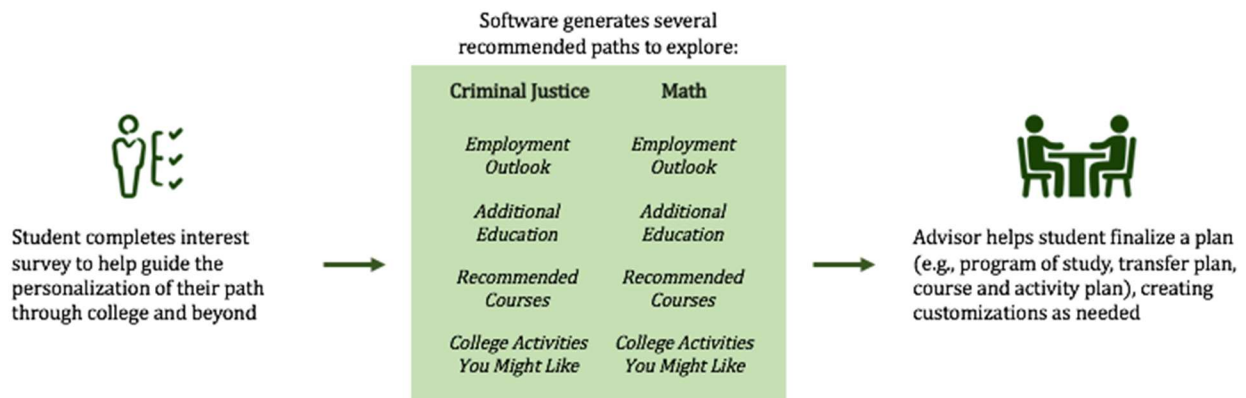 Software generates several
recommended paths to explore:
Criminal Justice
Math
Employment
Outlook
Employment
Outlook
Additional
Education
Additional
Education
Recommended
Courses
Recommended
Courses
College Activities
You Might Like
College Activities
You Might Like
Student completes interest
survey to help guide the
personalization of their path
through college and beyond
Advisor helps student finalize a plan
(e.g., program of study, transfer plan,
course and activity plan), creating
customizations as needed